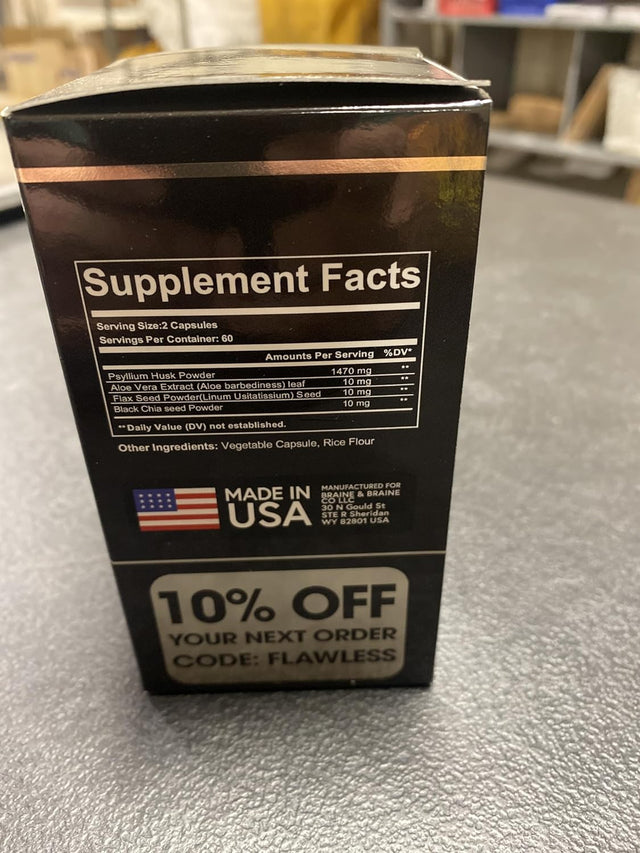 Supplement Facts
Serving Size:2 Capsules
Servings Per Container: 60
Amounts Per Serving %DV*
Psyllium Husk Powder 1470 mg **
Aloe Vera Extract (Aloe barbediness) leaf 10 mg **
Flax Seed Powder(Linum Usitatissium) Seed 10 mg **
Black Chia seed Powder 10 mg **
**Daily Value (DV) not established.
Other Ingredients: Vegetable Capsule, Rice Flour
MADE IN
USA
MANUFACTURED FOR
BRAINE & BRAINE
CO LLC
30 N Gould St
STE R Sheridan
WY 82801 USA
10% OFF
YOUR NEXT ORDER
CODE: FLAWLESS